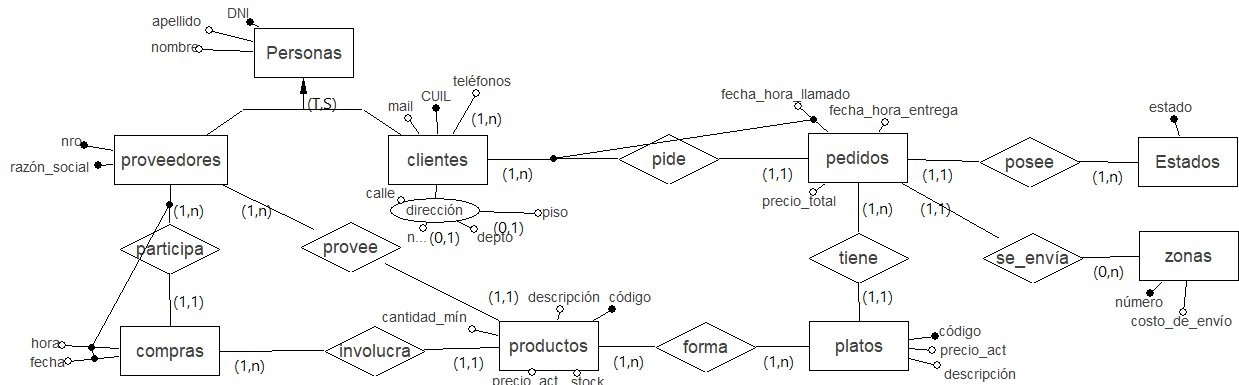 DNI
apellido
nombre
Personas
(T,S)
teléfonos
CUIL
mail
(1,n)
fecha_hora_llamado
fecha_hora_entrega
estado
nro
razón_social
proveedores
clientes
pide
pedidos
posee
Estados
(1,n)
(1,1)
(1,1)
(1,n)
precio_total
calle
dirección
piso
n...
(0,1)
depto
(0,1)
(1,n)
(1,n)
(1,n)
(1,1)
participa
provee
tiene
se_envía
zonas
(0,n)
número
costo_de_envío
(1,1)
(1,1)
(1,1)
descripción
código
cantidad_mín
hora
fecha
compras
involucra
productos
forma
platos
código
precio_act
descripción
(1,n)
(1,1)
(1,n)
(1,n)
precio_act
stock